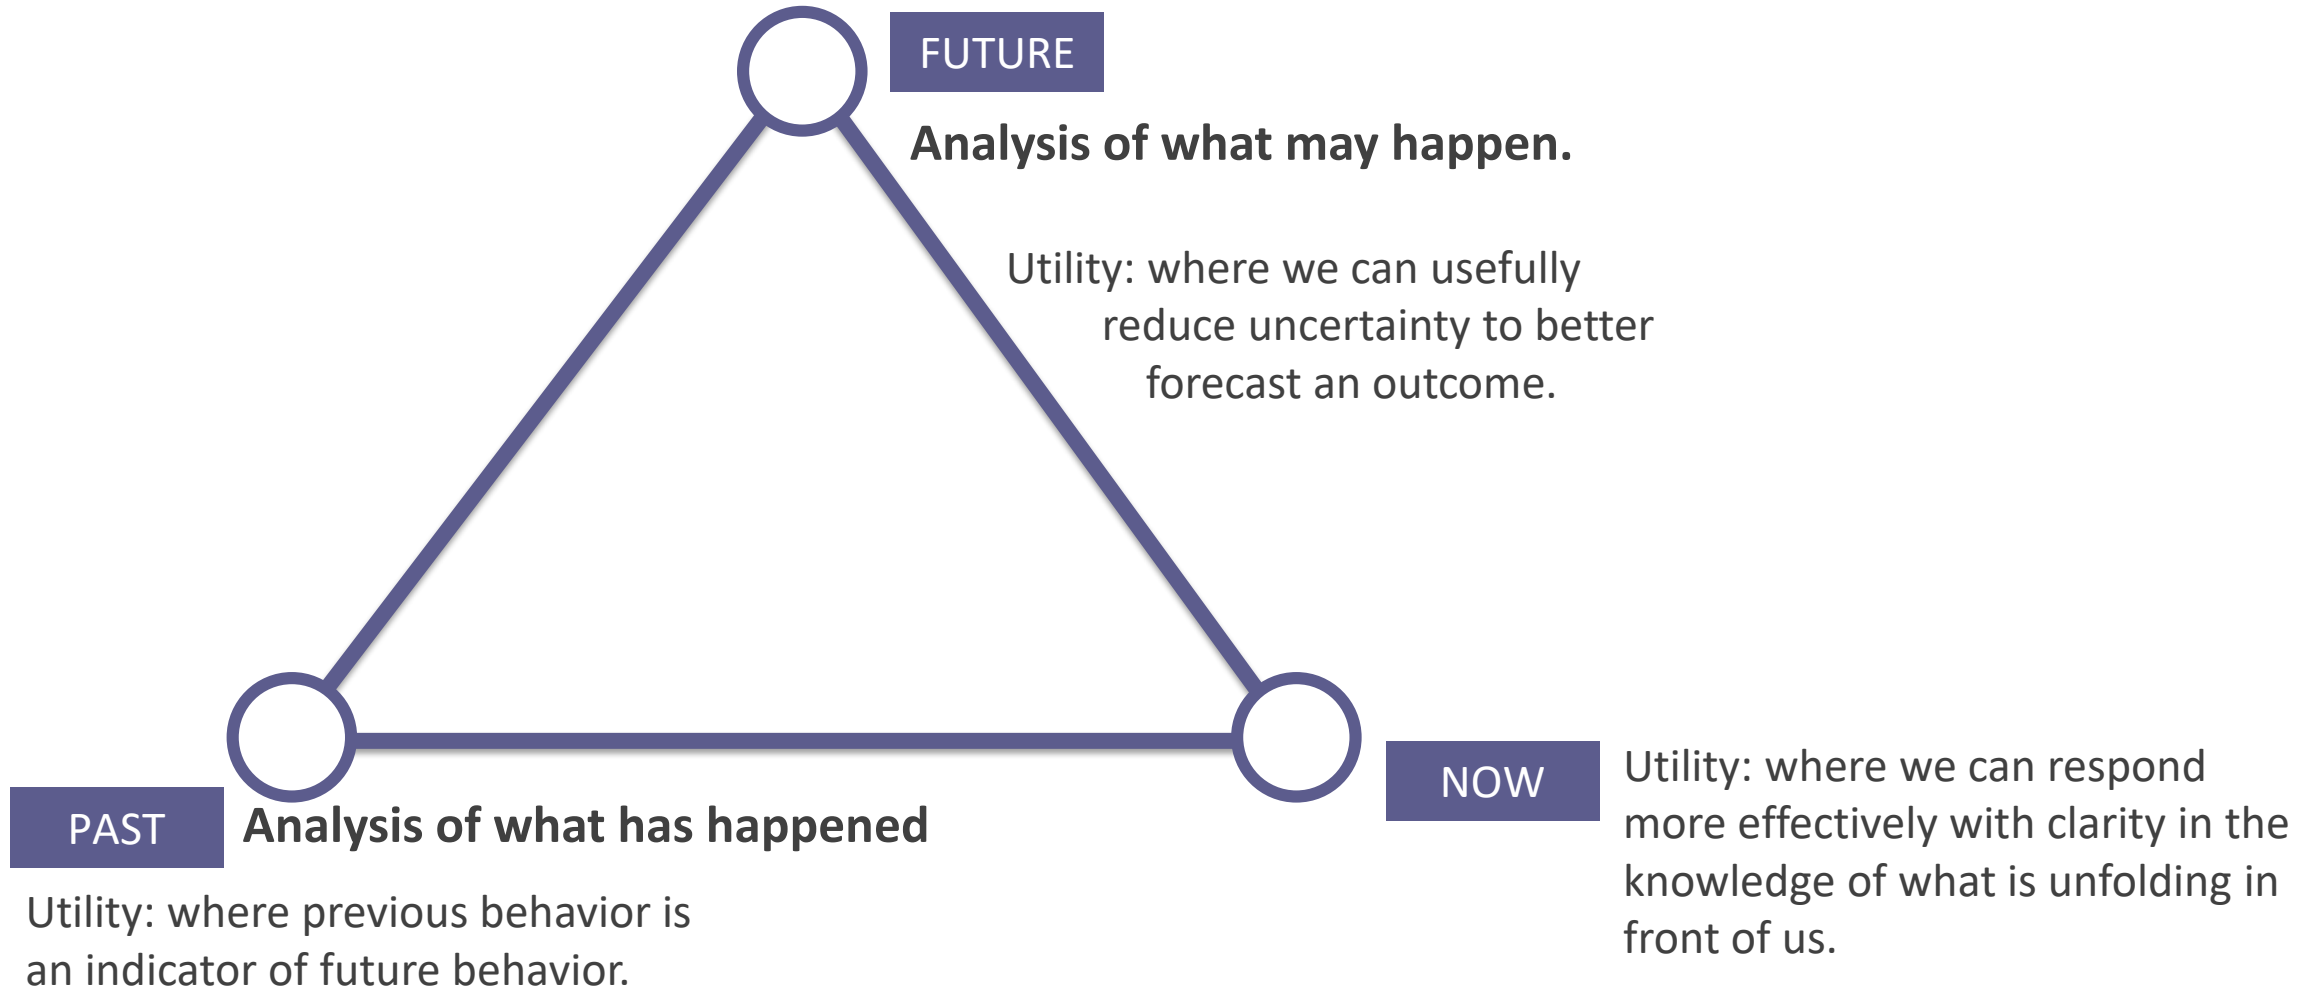 FUTURE
Analysis of what may happen.
Utility: where we can usefully
reduce uncertainty to better
forecast an outcome.
PAST
Analysis of what has happened
Utility: where previous behavior is
an indicator of future behavior.
NOW
Utility: where we can respond
more effectively with clarity in the
knowledge of what is unfolding in
front of us.